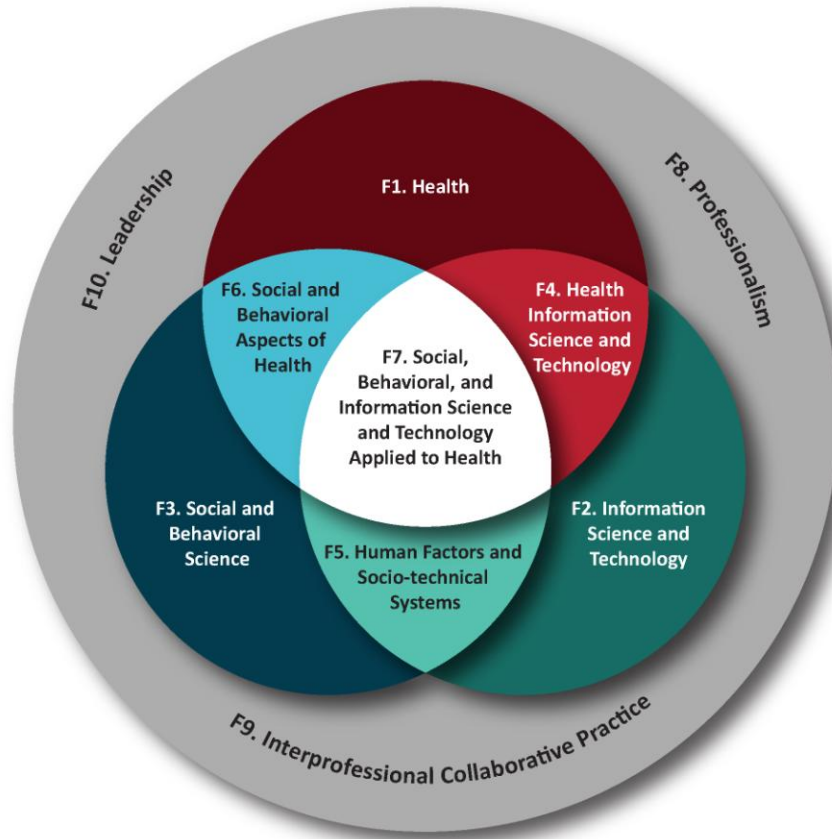 F1. Health
F10. Leadership
F8. Professionalism
F6. Social and
Behavioral
Aspects of
Health
F4. Health
Information
Science and
Technology
F7. Social,
Behavioral, and
Information Science
and Technology
Applied to Health
F3. Social and
Behavioral
Science
F2. Information
Science and
Technology
F5. Human Factors and
Socio-technical
Systems
F9. Interprofessional Collaborative Practice